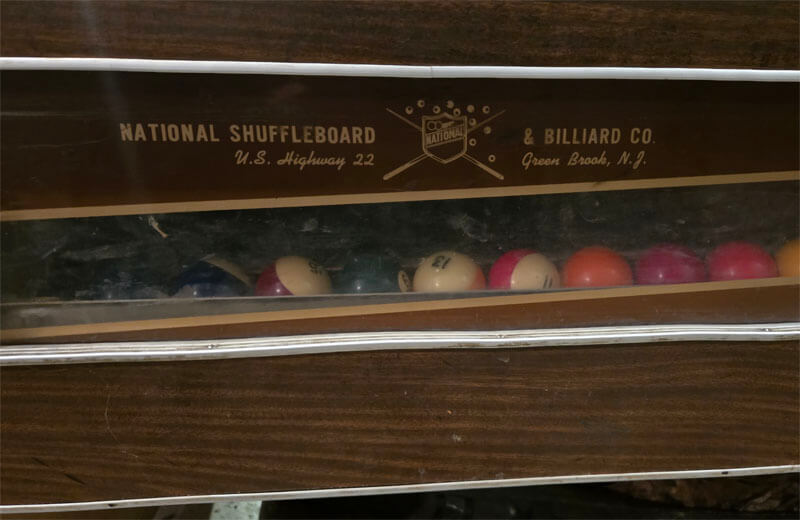 NATIONAL SHUFFLEBOARD & BILLIARD CO.
U.S. Highway 22 Green Brook, N.J.
NATIONAL
13
11